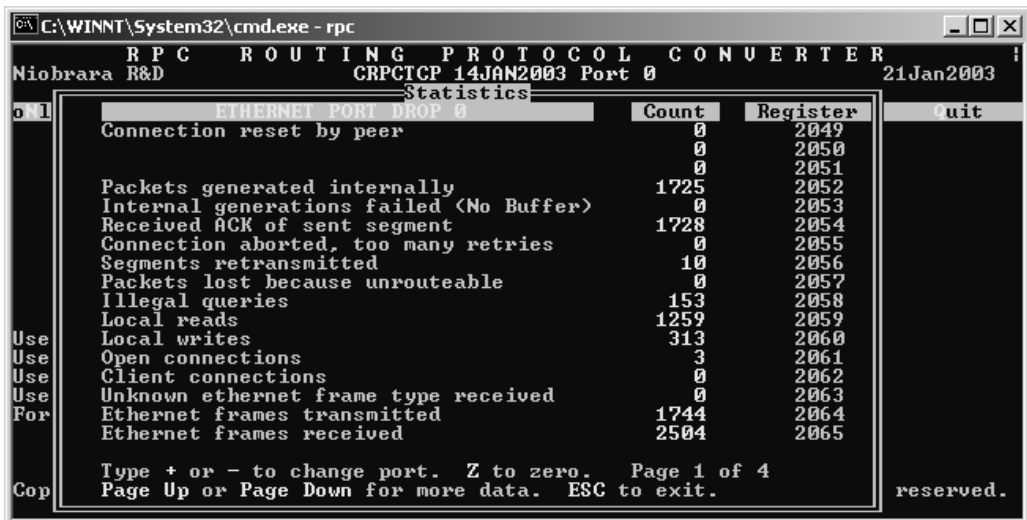 C:\WINNT\System32\cmd.exe - rpc
R P C R O U T I N G P R O T O C O L C O N V E R T E R
Niobrara R&D CRPCTCP 14JAN2003 Port 0 21Jan2003
Statistics
oNl ETHERNET PORT DROP 0 Count Register Quit
Connection reset by peer 0 2049
0 2050
0 2051
Packets generated internally 1725 2052
Internal generations failed (No Buffer) 0 2053
Received ACK of sent segment 1728 2054
Connection aborted, too many retries 0 2055
Segments retransmitted 10 2056
Packets lost because unrouteable 0 2057
Illegal queries 153 2058
Local reads 1259 2059
Use Local writes 313 2060
Use Open connections 3 2061
Use Client connections 0 2062
Use Unknown ethernet frame type received 0 2063
For Ethernet frames transmitted 1744 2064
Ethernet frames received 2504 2065
Type + or - to change port. Z to zero. Page 1 of 4
Cop Page Up or Page Down for more data. ESC to exit. reserved.